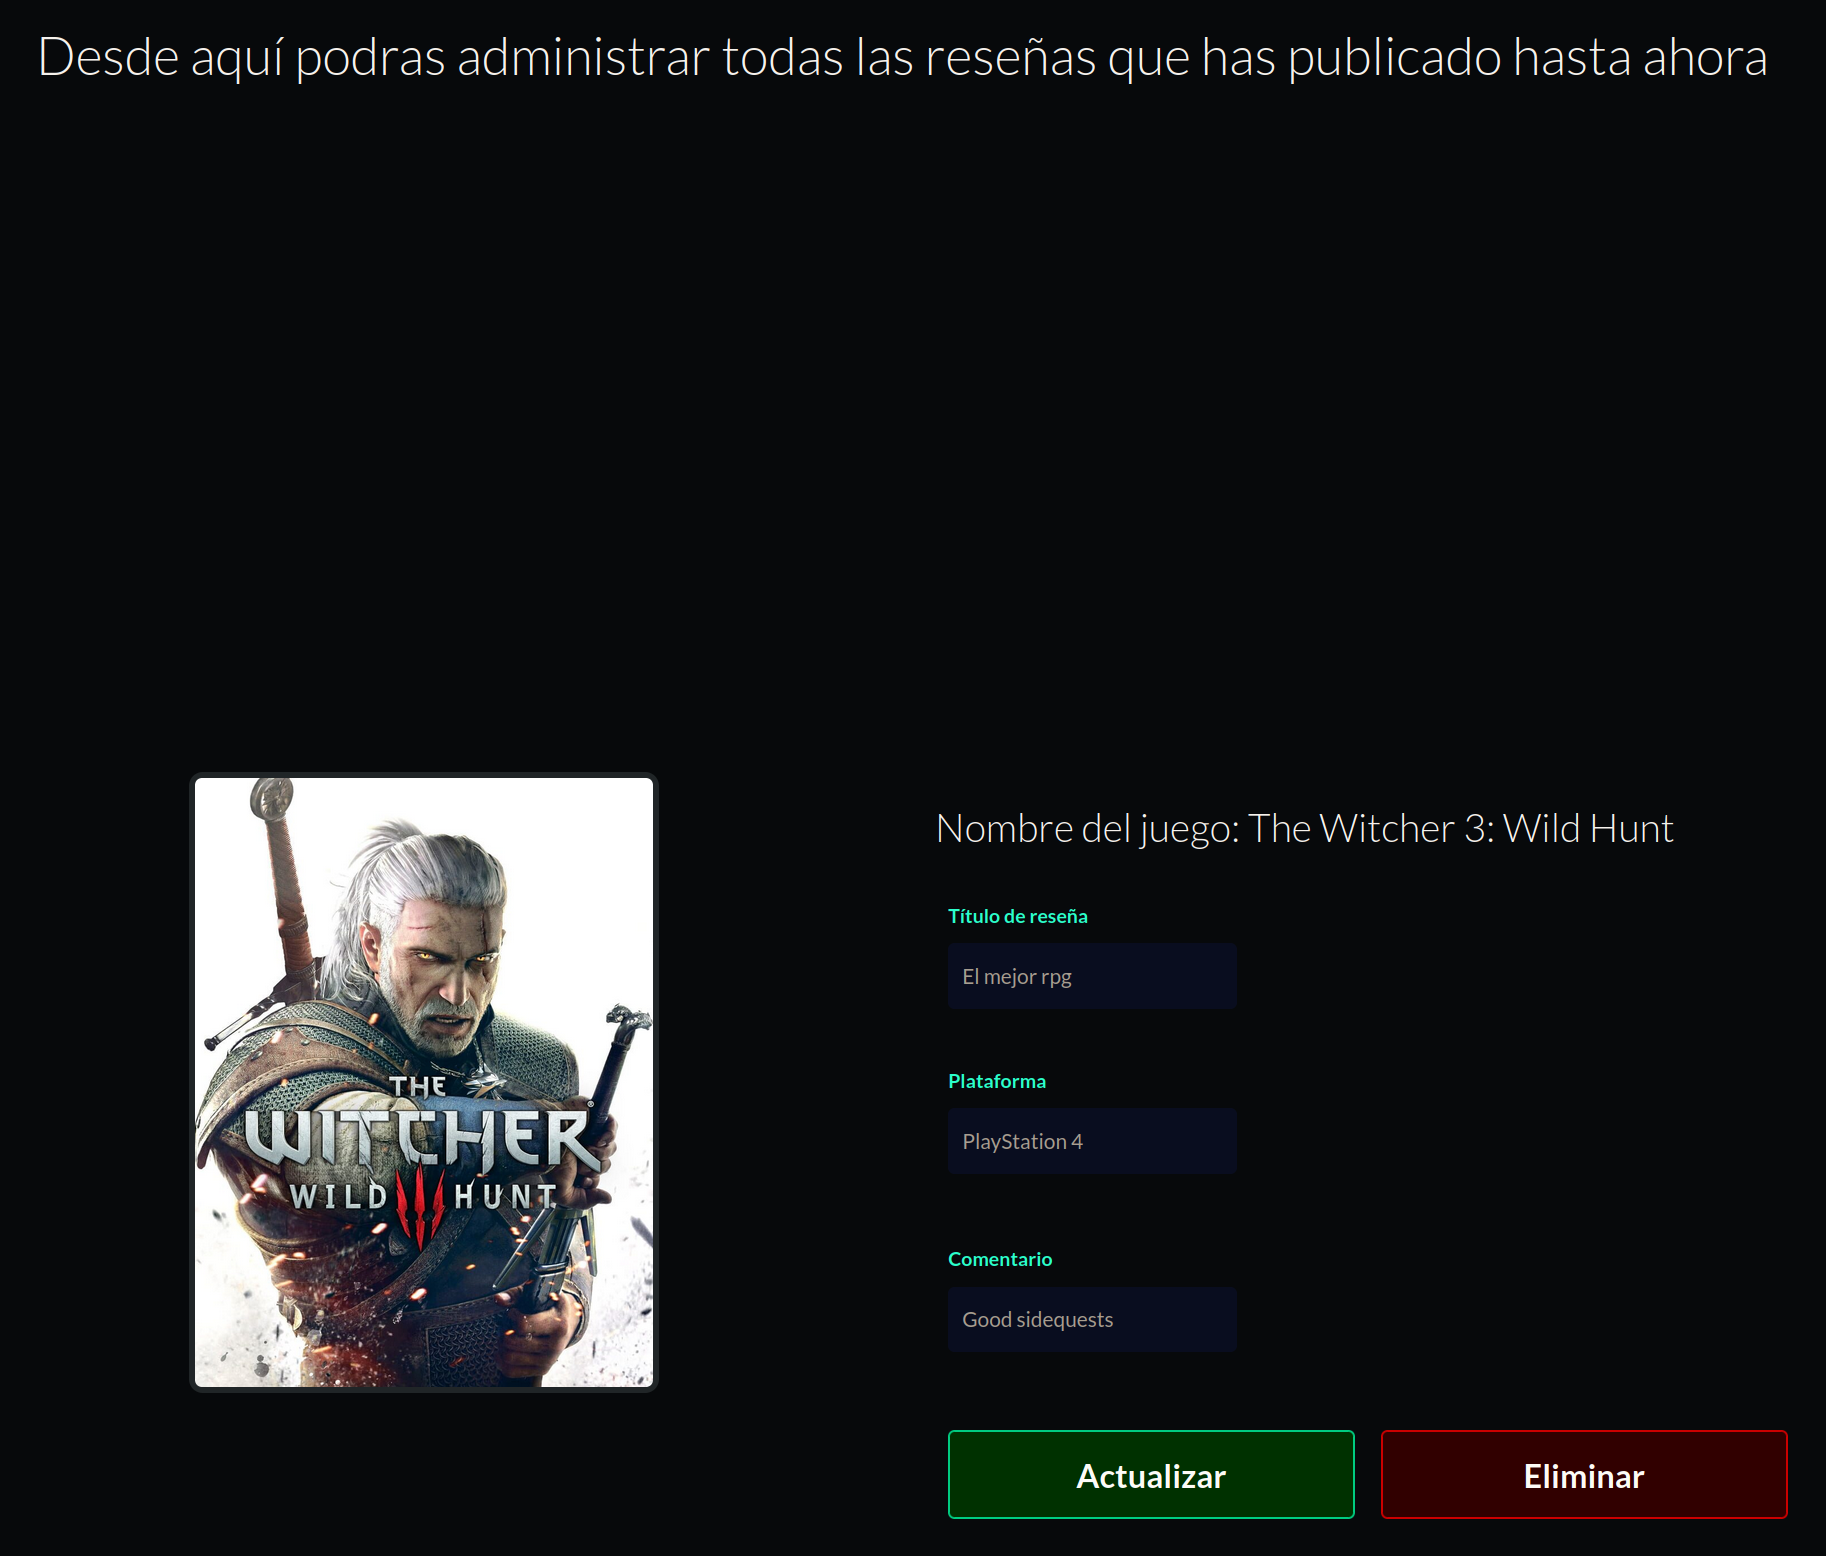 Desde aquí podras administrar todas las reseñas que has publicado hasta ahora
THE
WITCHER®
WILD HUNT
Nombre del juego: The Witcher 3: Wild Hunt
Título de reseña
El mejor rpg
Plataforma
PlayStation 4
Comentario
Good sidequests
Actualizar
Eliminar